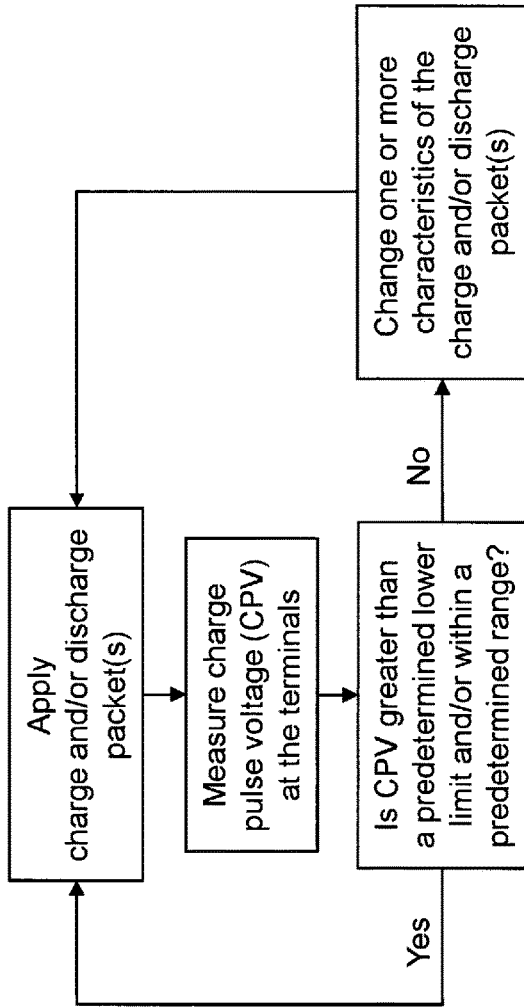 Apply
charge and/or discharge
packet(s)
Measure charge
pulse voltage (CPV)
at the terminals
Is CPV greater than
a predetermined lower
limit and/or within a
predetermined range?
Yes
No
Change one or more
characteristics of the
charge and/or discharge
packet(s)